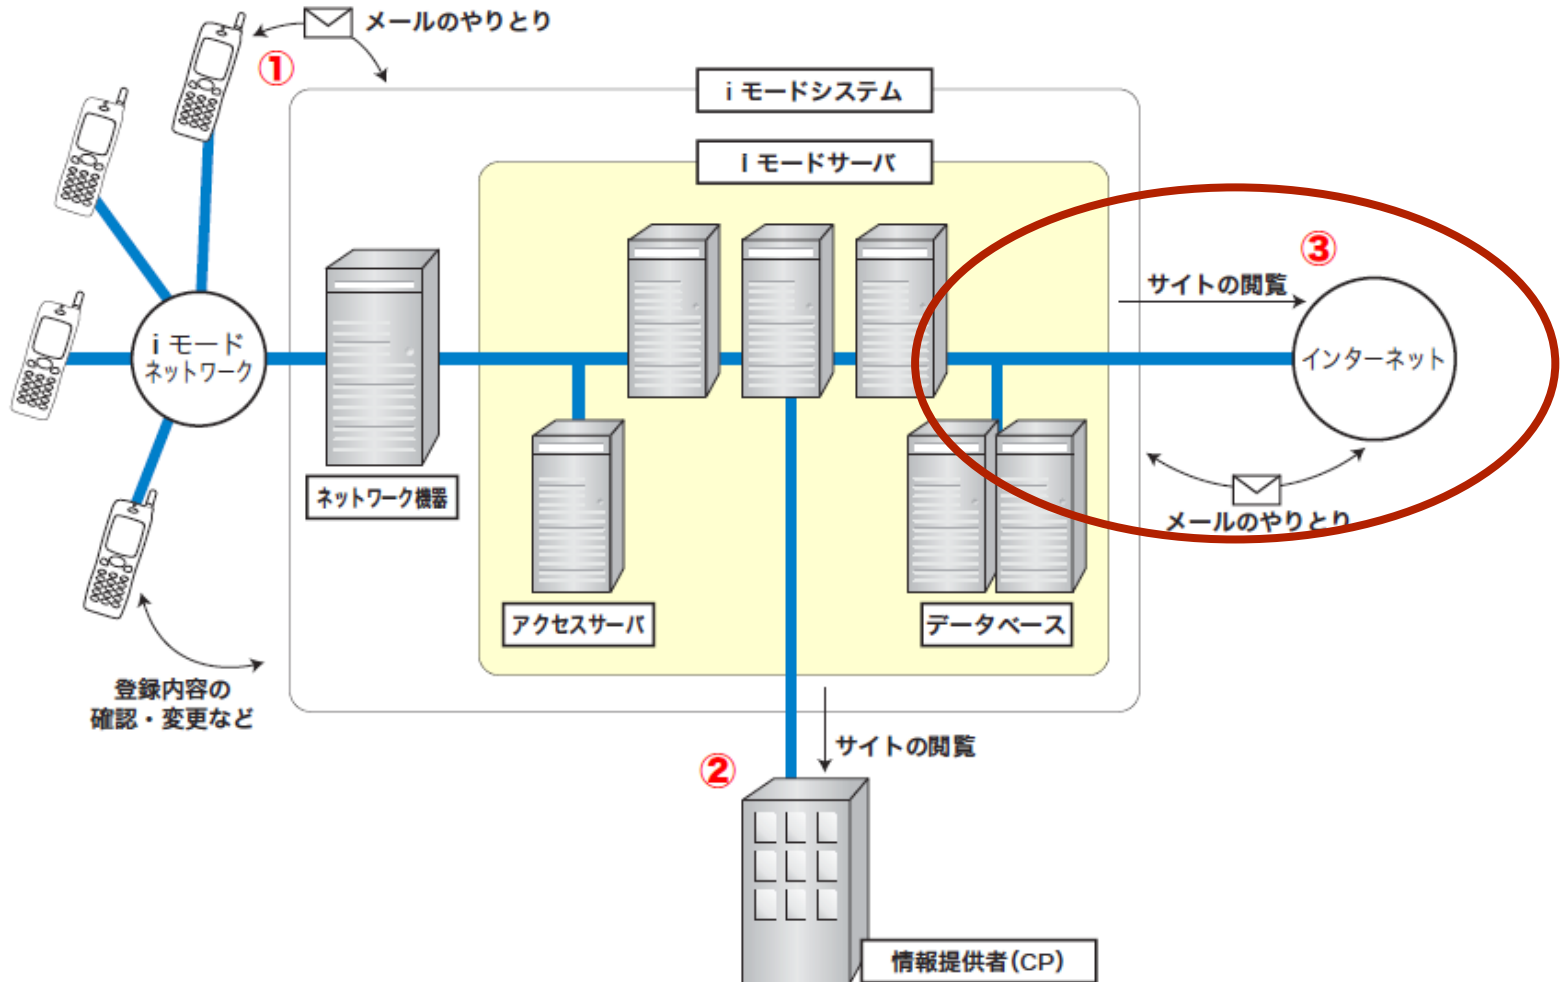 メールのやりとり
①
i モードシステム
i モードサーバ
③
サイトの閲覧
i モード
ネットワーク
インターネット
ネットワーク機器
メールのやりとり
アクセスサーバ
データベース
登録内容の
確認・変更など
サイトの閲覧
②
情報提供者(CP)